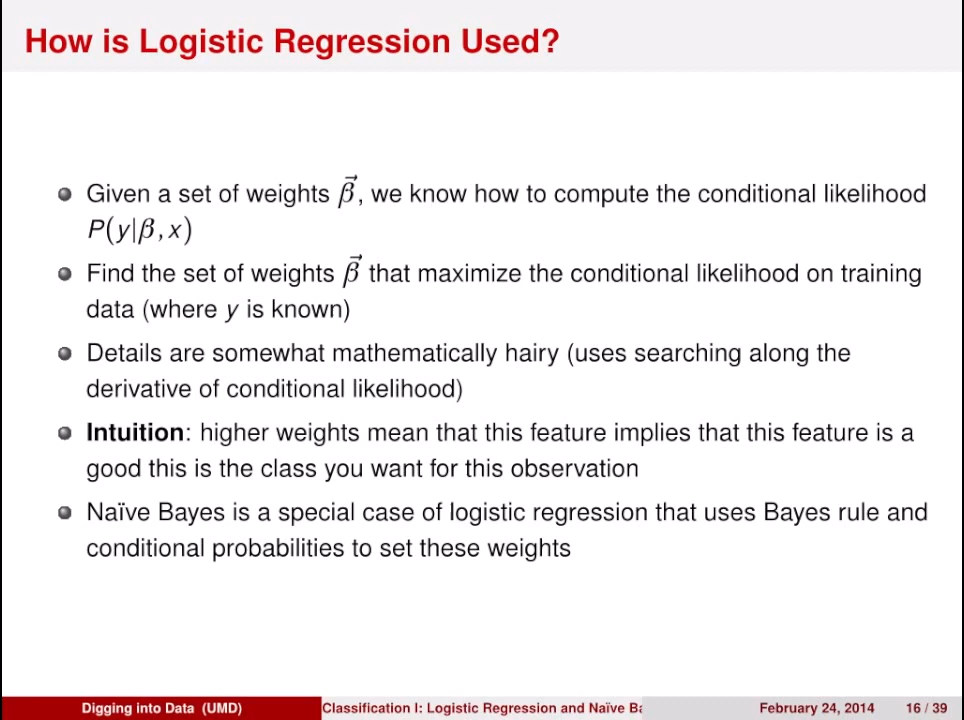 How is Logistic Regression Used?
Given a set of weights β⃗, we know how to compute the conditional likelihood
P(y|β, x)
Find the set of weights β⃗ that maximize the conditional likelihood on training
data (where y is known)
Details are somewhat mathematically hairy (uses searching along the
derivative of conditional likelihood)
Intuition: higher weights mean that this feature implies that this feature is a
good this is the class you want for this observation
Naïve Bayes is a special case of logistic regression that uses Bayes rule and
conditional probabilities to set these weights
Digging into Data (UMD) Classification I: Logistic Regression and Naïve Ba February 24, 2014 16 / 39